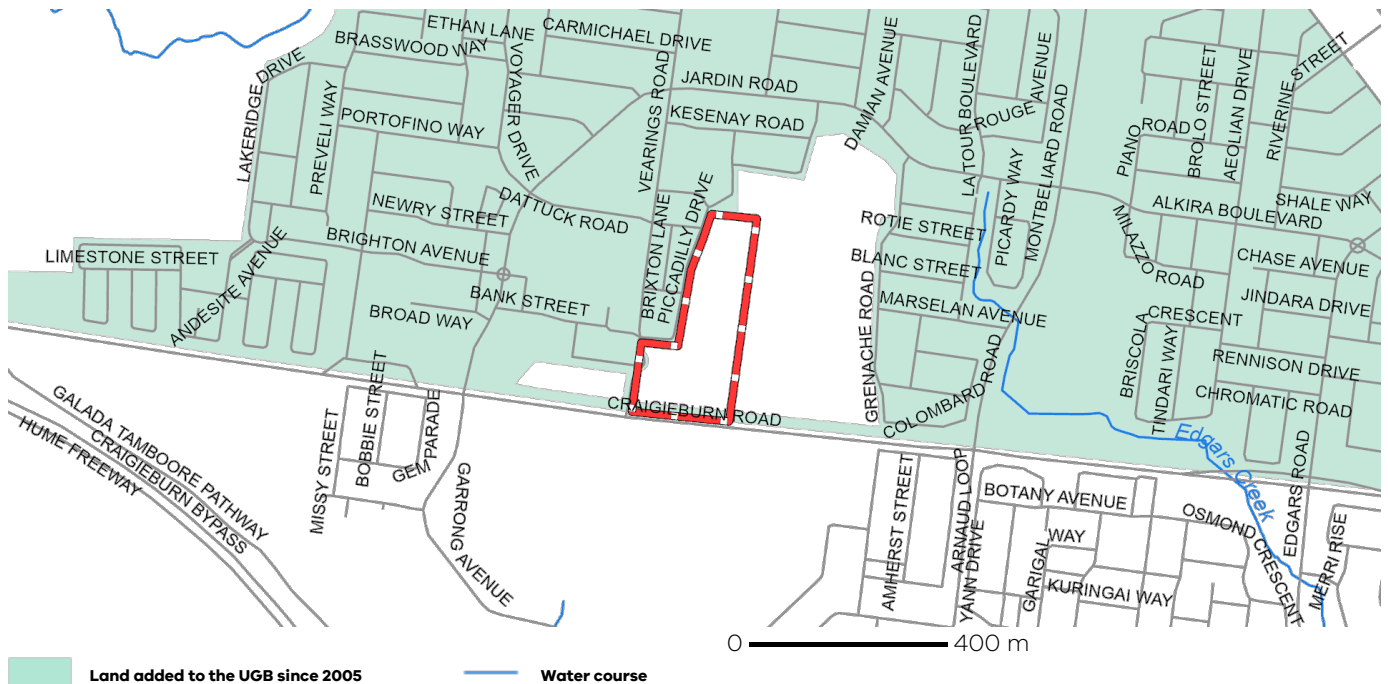 ETHAN LANE
CARMICHAEL DRIVE
BRASSWOOD WAY
VOYAGER DRIVE
DAMIAN AVENUE
LA TOUR BOULEVARD
ROUGE AVENUE
BROLO STREET
AEOLIAN DRIVE
RIVERINE STREET
LAKERIDGE DRIVE
PREVELI WAY
PORTOFINO WAY
VEARINGS ROAD
JARDIN ROAD
KESENAY ROAD
MONTBELIARD ROAD
PIANO ROAD
NEWRY STREET
DATTUCK ROAD
BRIXTON LANE
PICCADILLY DRIVE
ROTIE STREET
PICARDY WAY
MILAZZO ROAD
ALKIRA BOULEVARD
SHALE WAY
LIMESTONE STREET
ANDESITE AVENUE
BRIGHTON AVENUE
BLANC STREET
CHASE AVENUE
BROAD WAY
BANK STREET
GRENACHE ROAD
MARSELAN AVENUE
BRISCOLA CRESCENT
TINDARI WAY
JINDARA DRIVE
RENNISON DRIVE
CHROMATIC ROAD
GALADA TAMBOORE PATHWAY
CRAIGIEBURN BYPASS
HUME FREEWAY
MISSY STREET
BOBBIE STREET
GEM PARADE
GARRONG AVENUE
CRAIGIEBURN ROAD
COLOMBARD ROAD
Edgars Creek
EDGARS ROAD
AMHERST STREET
ARNAUD LOOP
YANN DRIVE
BOTANY AVENUE
GARIGAL WAY
KURINGAI WAY
OSMOND CRESCENT
MERRI RISE
0 400 m
Land added to the UGB since 2005
Water course